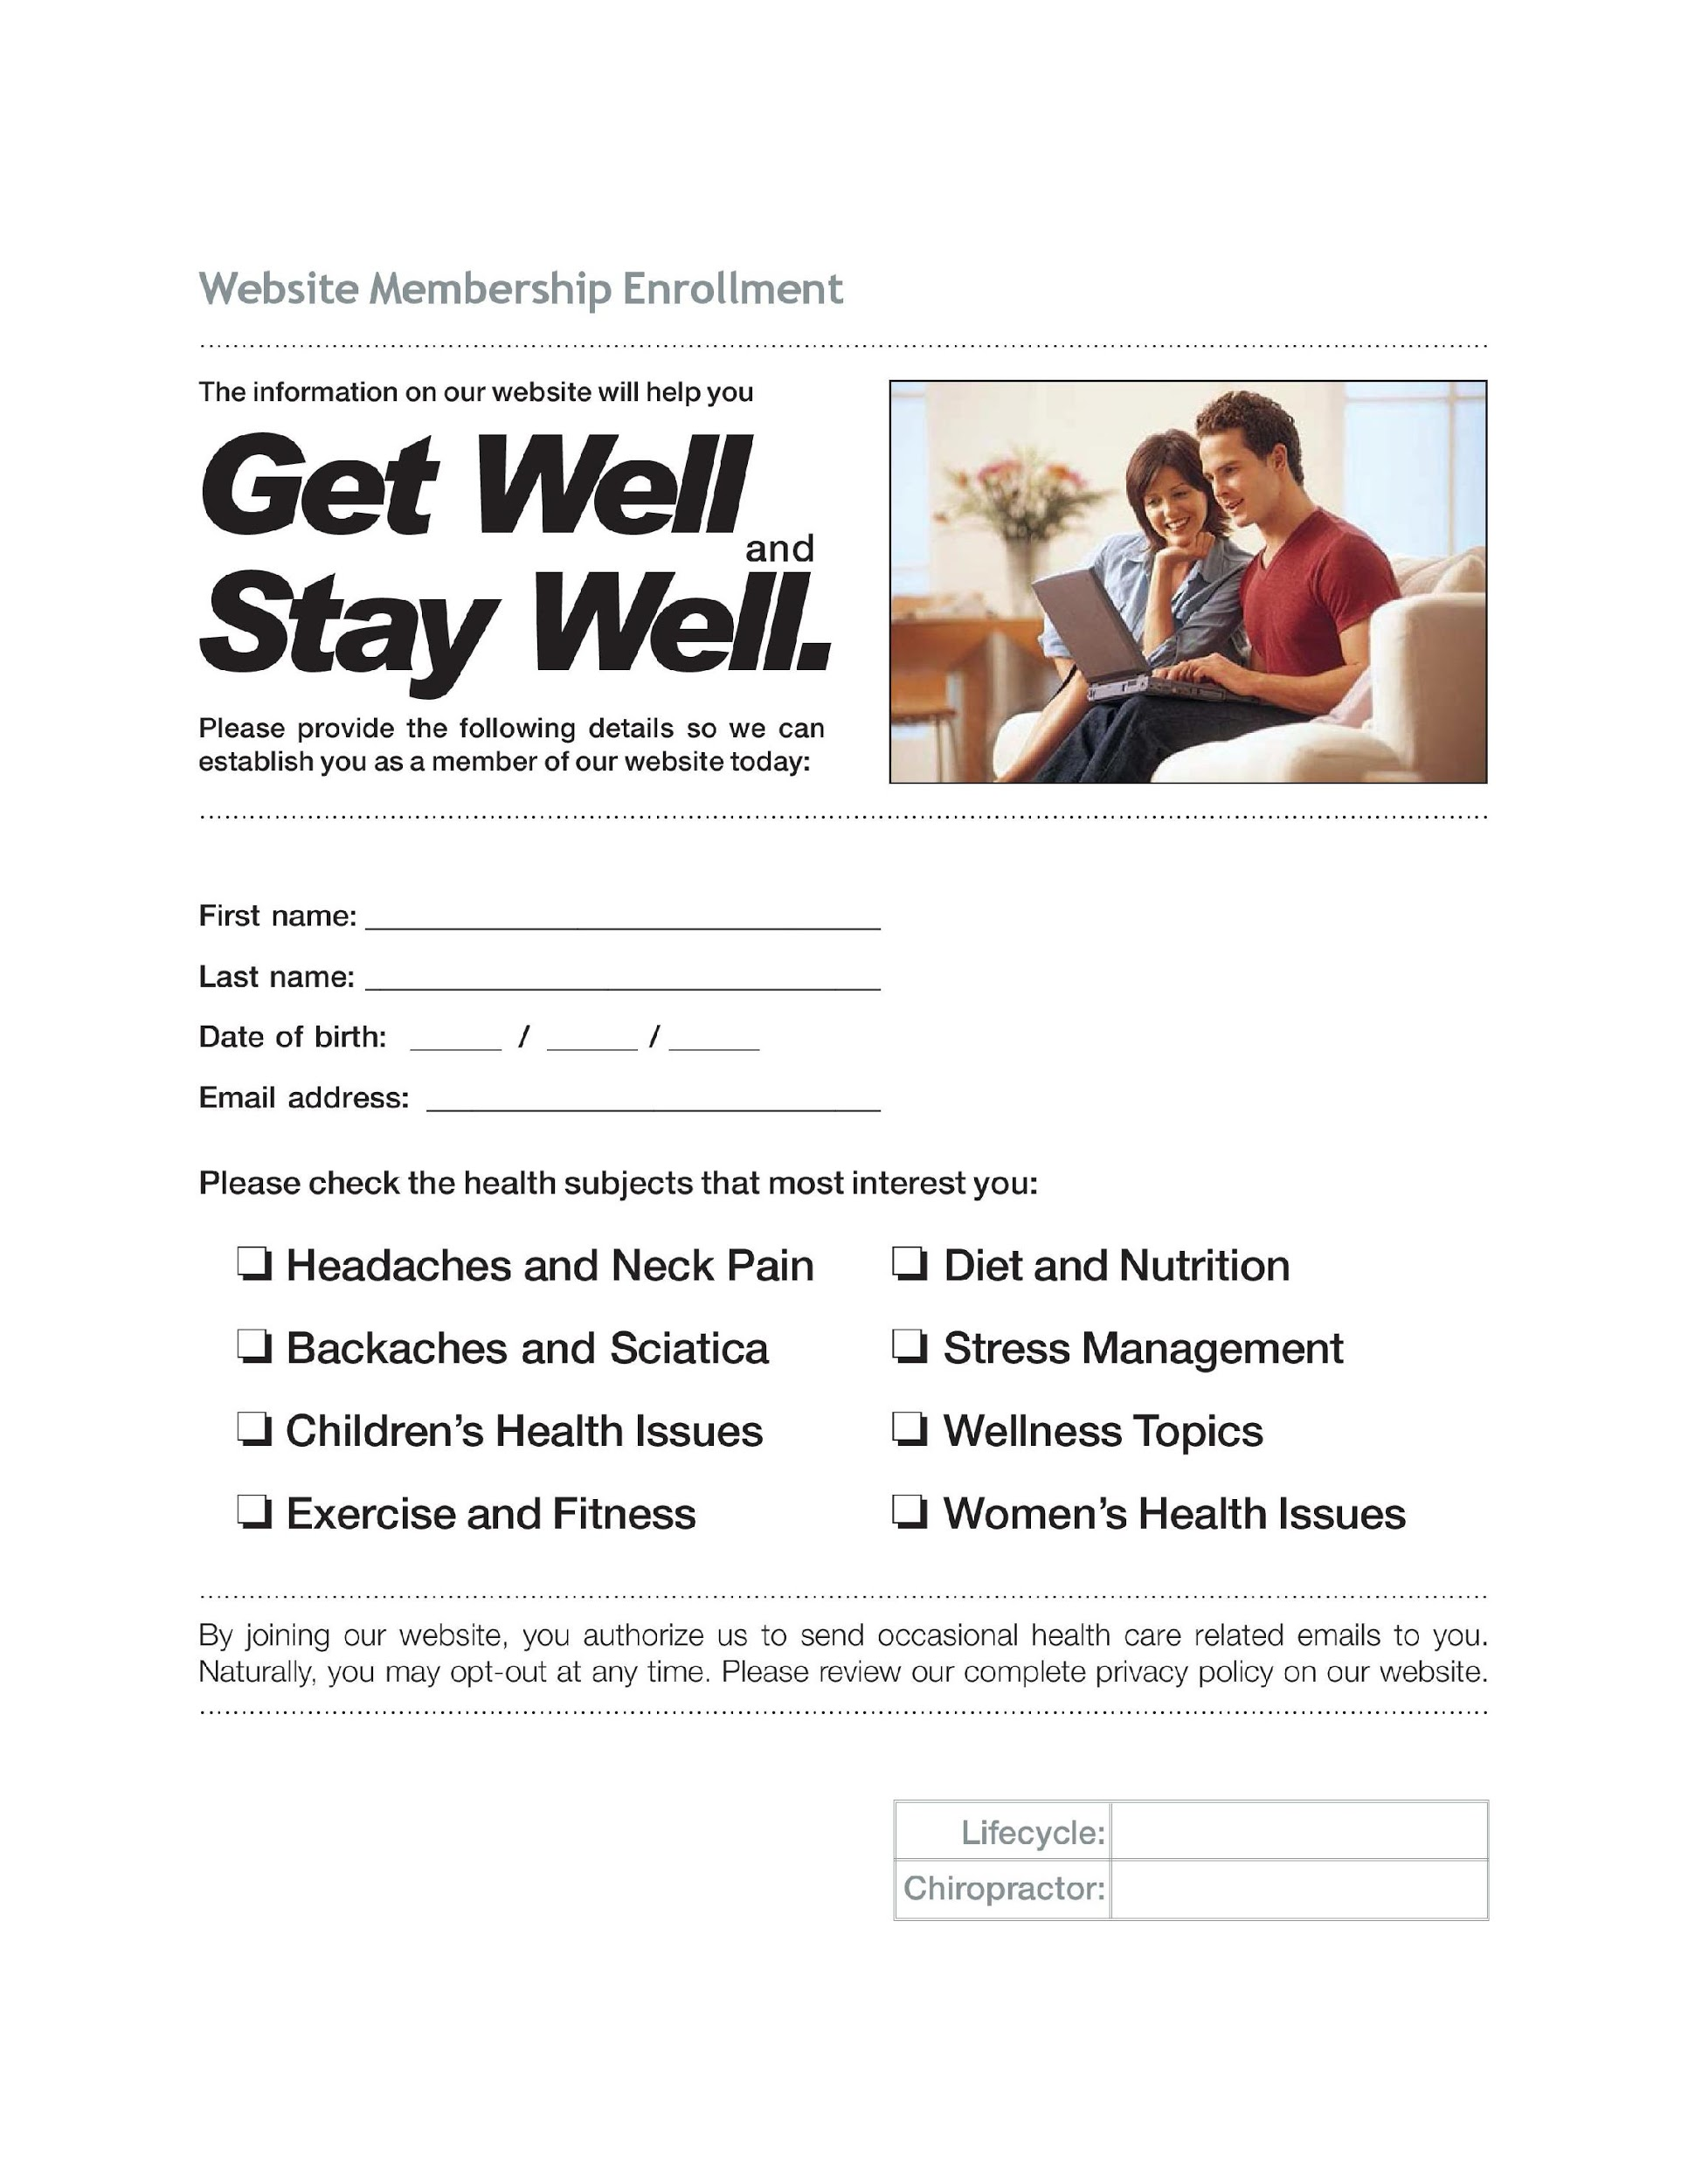 Website Membership Enrollment
The information on our website will help you
Get Well
and
Stay Well.
Please provide the following details so we can
establish you as a member of our website today:
First name:
Last name:
Date of birth: / /
Email address:
Please check the health subjects that most interest you:
❏ Headaches and Neck Pain
❏ Backaches and Sciatica
❏ Children’s Health Issues
❏ Exercise and Fitness
❏ Diet and Nutrition
❏ Stress Management
❏ Wellness Topics
❏ Women’s Health Issues
By joining our website, you authorize us to send occasional health care related emails to you.
Naturally, you may opt-out at any time. Please review our complete privacy policy on our website.
Lifecycle:
Chiropractor: